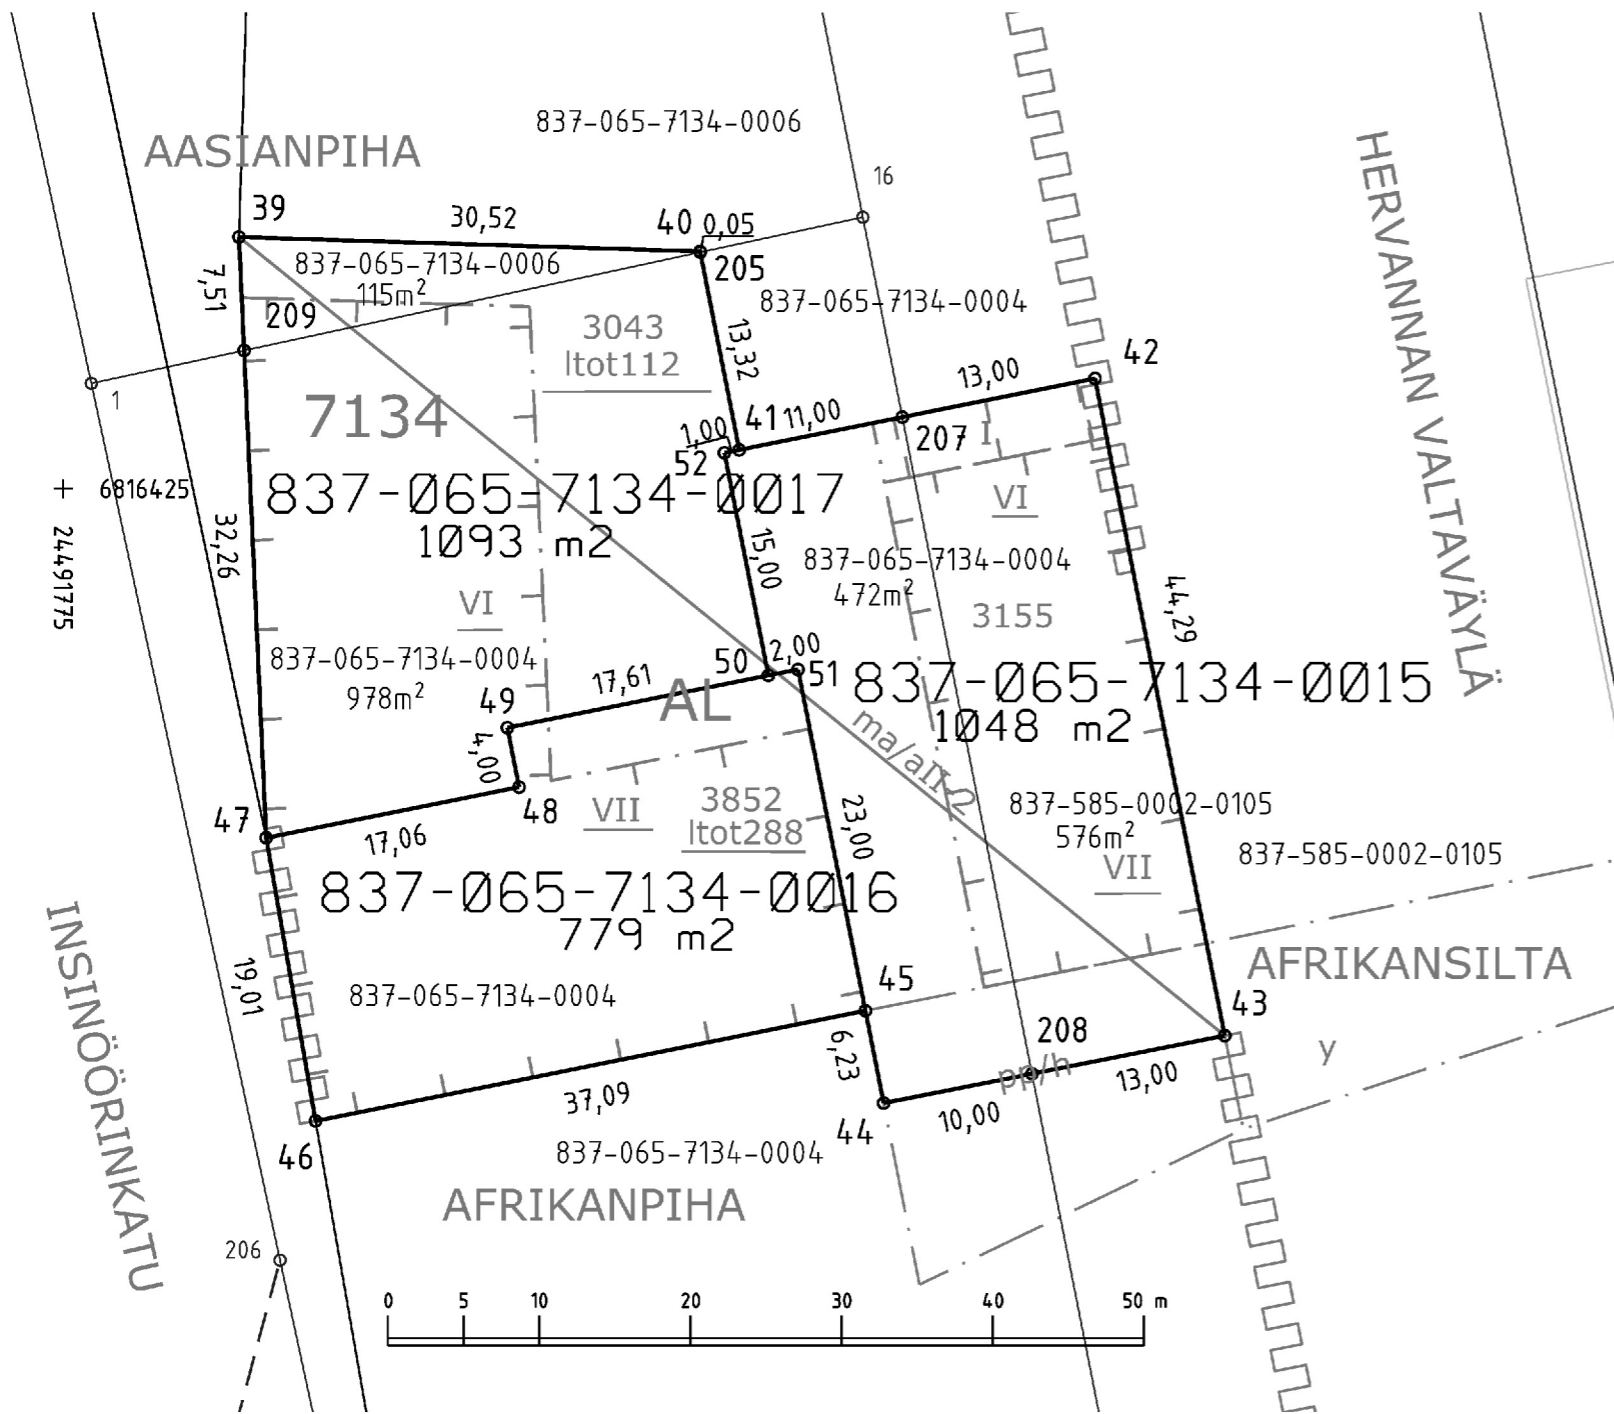 837-065-7134-0006
AASIANPIHA
16
39
30,52
40
0,05
837-065-7134-0006
115m²
205
7,51
209
837-065-7134-0004
3043
ltot112
13,32
42
13,00
1
7134
41
11,00
1,00
207
I
52
VI
HERVANNAN VALTAVÄYLÄ
6816425
24491775
837-065-7134-0017
1093 m2
32,26
15,00
837-065-7134-0004
472m²
3155
44,29
VI
837-065-7134-0004
978m²
50
2,00
51
17,61
837-065-7134-0015
1048 m2
49
AL
4,00
ma/aII-2
47
48
17,06
VII
3852
ltot288
23,00
837-585-0002-0105
576m²
VII
837-585-0002-0105
837-065-7134-0016
779 m2
INSINÖÖRINKATU
19,01
837-065-7134-0004
45
AFRIKANSILTA
43
6,23
208
pp/h
y
37,09
13,00
10,00
44
46
837-065-7134-0004
AFRIKANPIHA
206
0 5 10 20 30 40 50 m